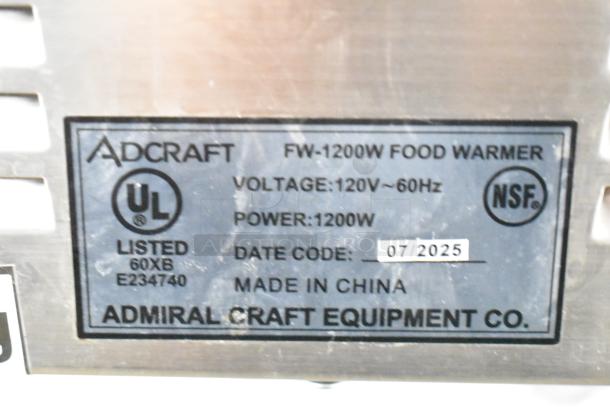 ADCRAFT FW-1200W FOOD WARMER
UL ® VOLTAGE:120V~60Hz NSF®
POWER:1200W
LISTED DATE CODE: 07/2025
60XB
E234740 MADE IN CHINA
ADMIRAL CRAFT EQUIPMENT CO.